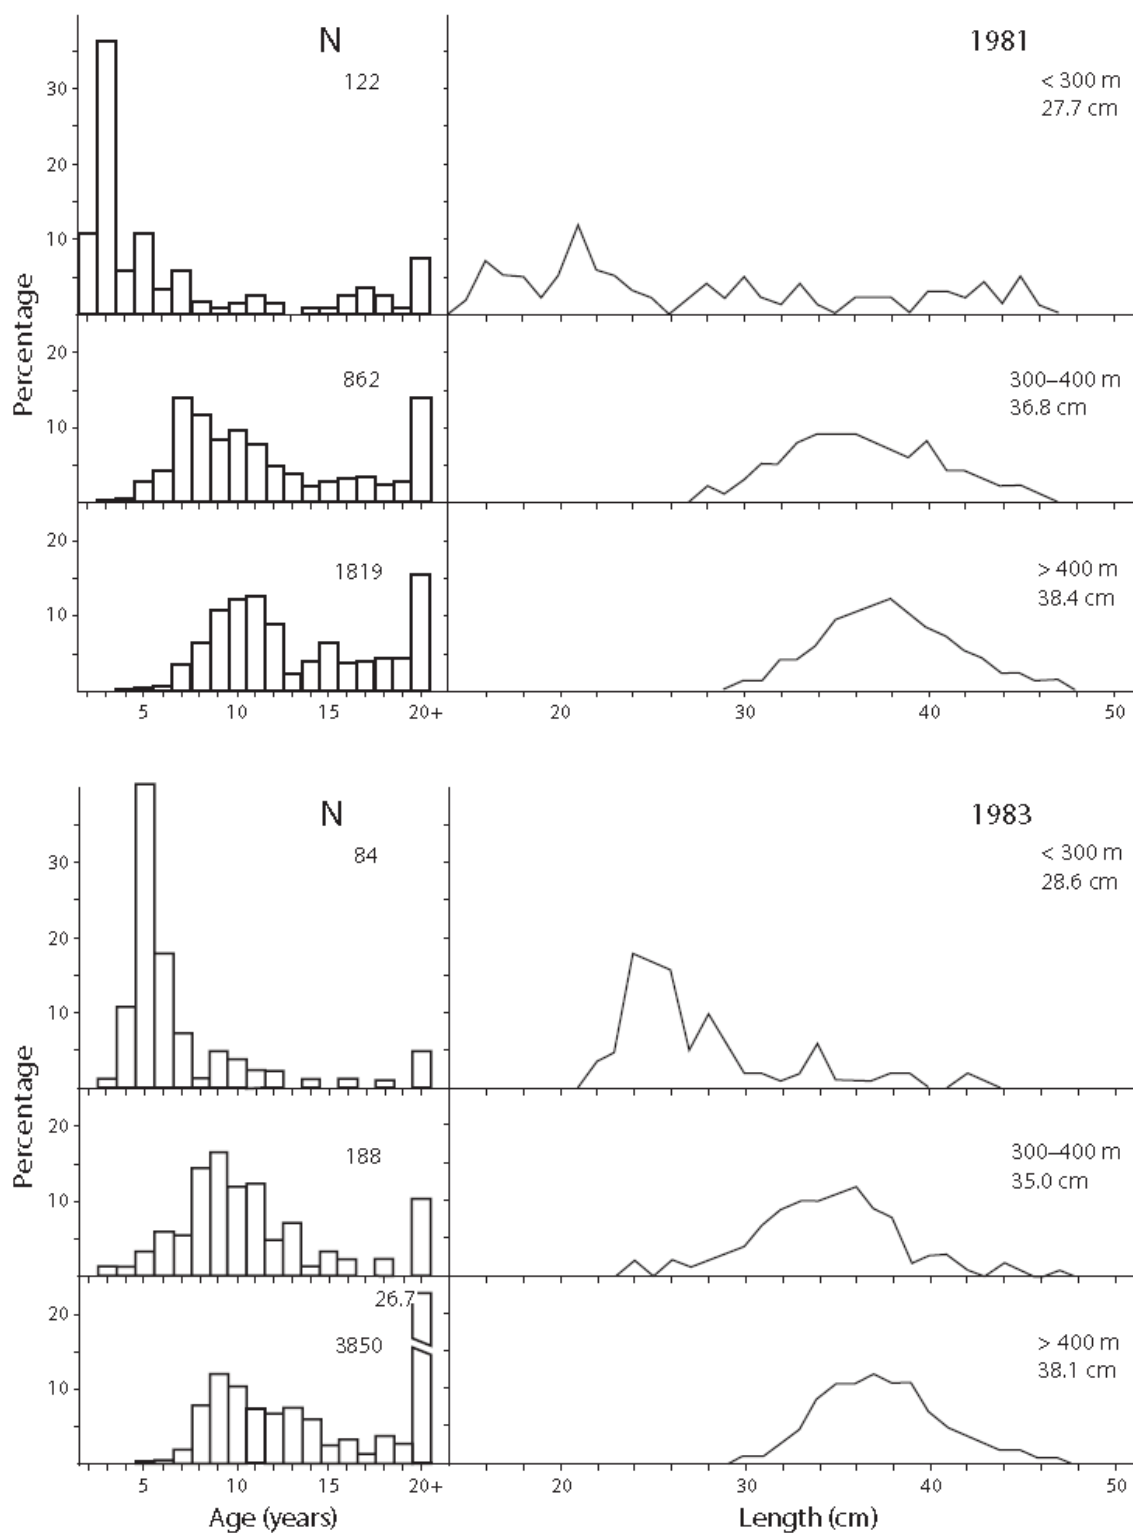 N
1981
122
< 300 m
27.7 cm
30
20
10
Percentage
862
300–400 m
36.8 cm
20
10
1819
> 400 m
38.4 cm
20
10
5 10 15 20+
20 30 40 50
N
1983
84
< 300 m
28.6 cm
30
20
10
Percentage
188
300–400 m
35.0 cm
20
10
26.7
3850
> 400 m
38.1 cm
20
10
5 10 15 20+
20 30 40 50
Age (years)
Length (cm)